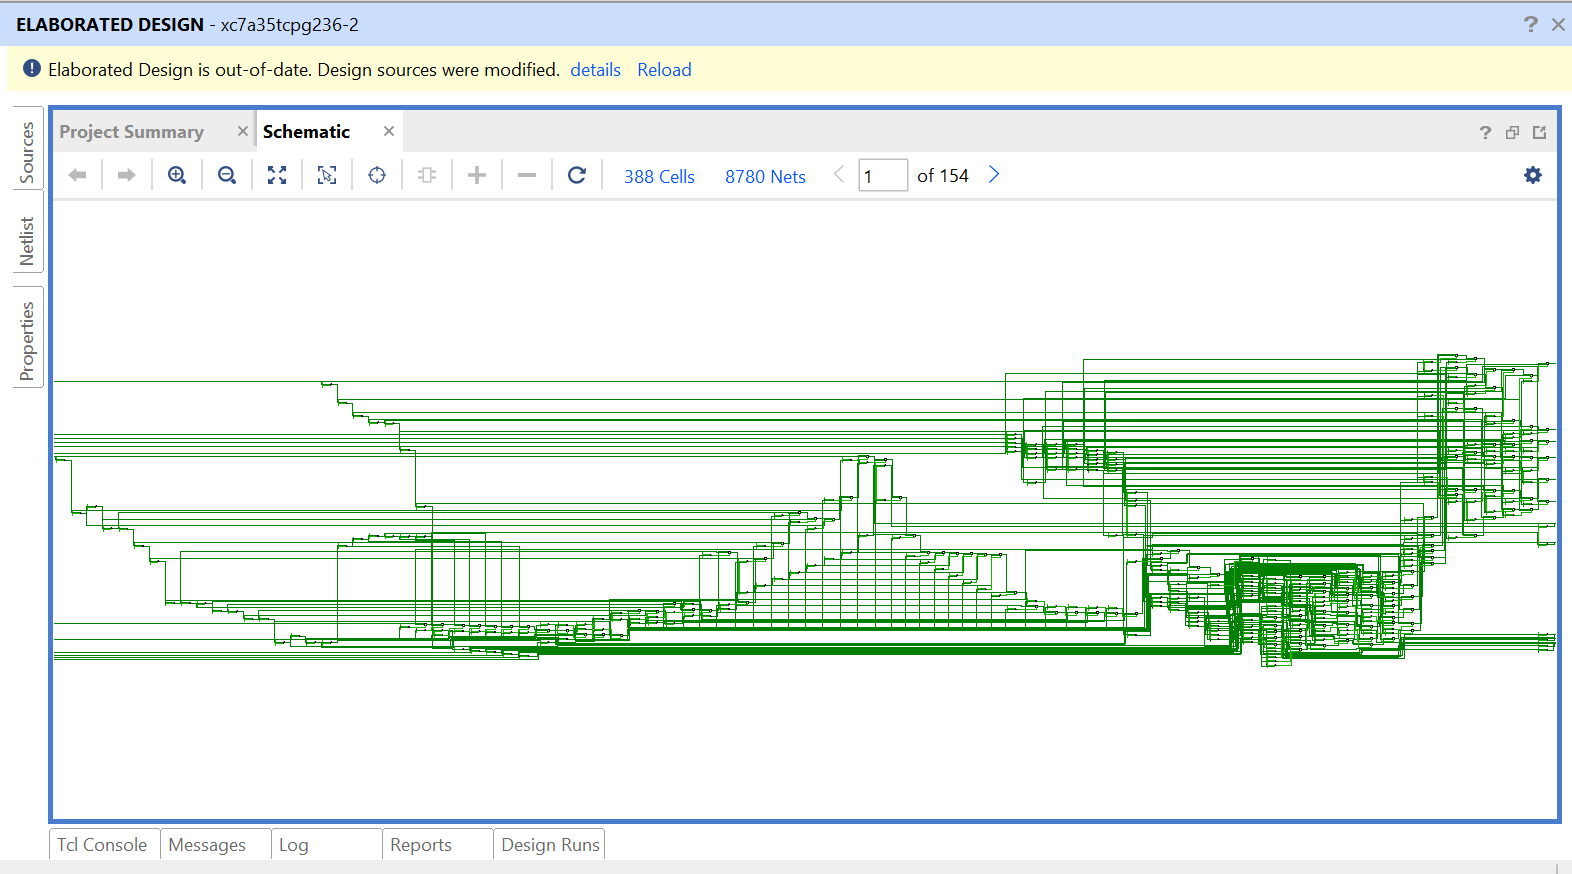 ELABORATED DESIGN - xc7a35tcpg236-2
Elaborated Design is out-of-date. Design sources were modified. details Reload
Sources
Netlist
Properties
Project Summary
Schematic
388 Cells 8780 Nets 1 of 154
Tcl Console Messages Log Reports Design Runs